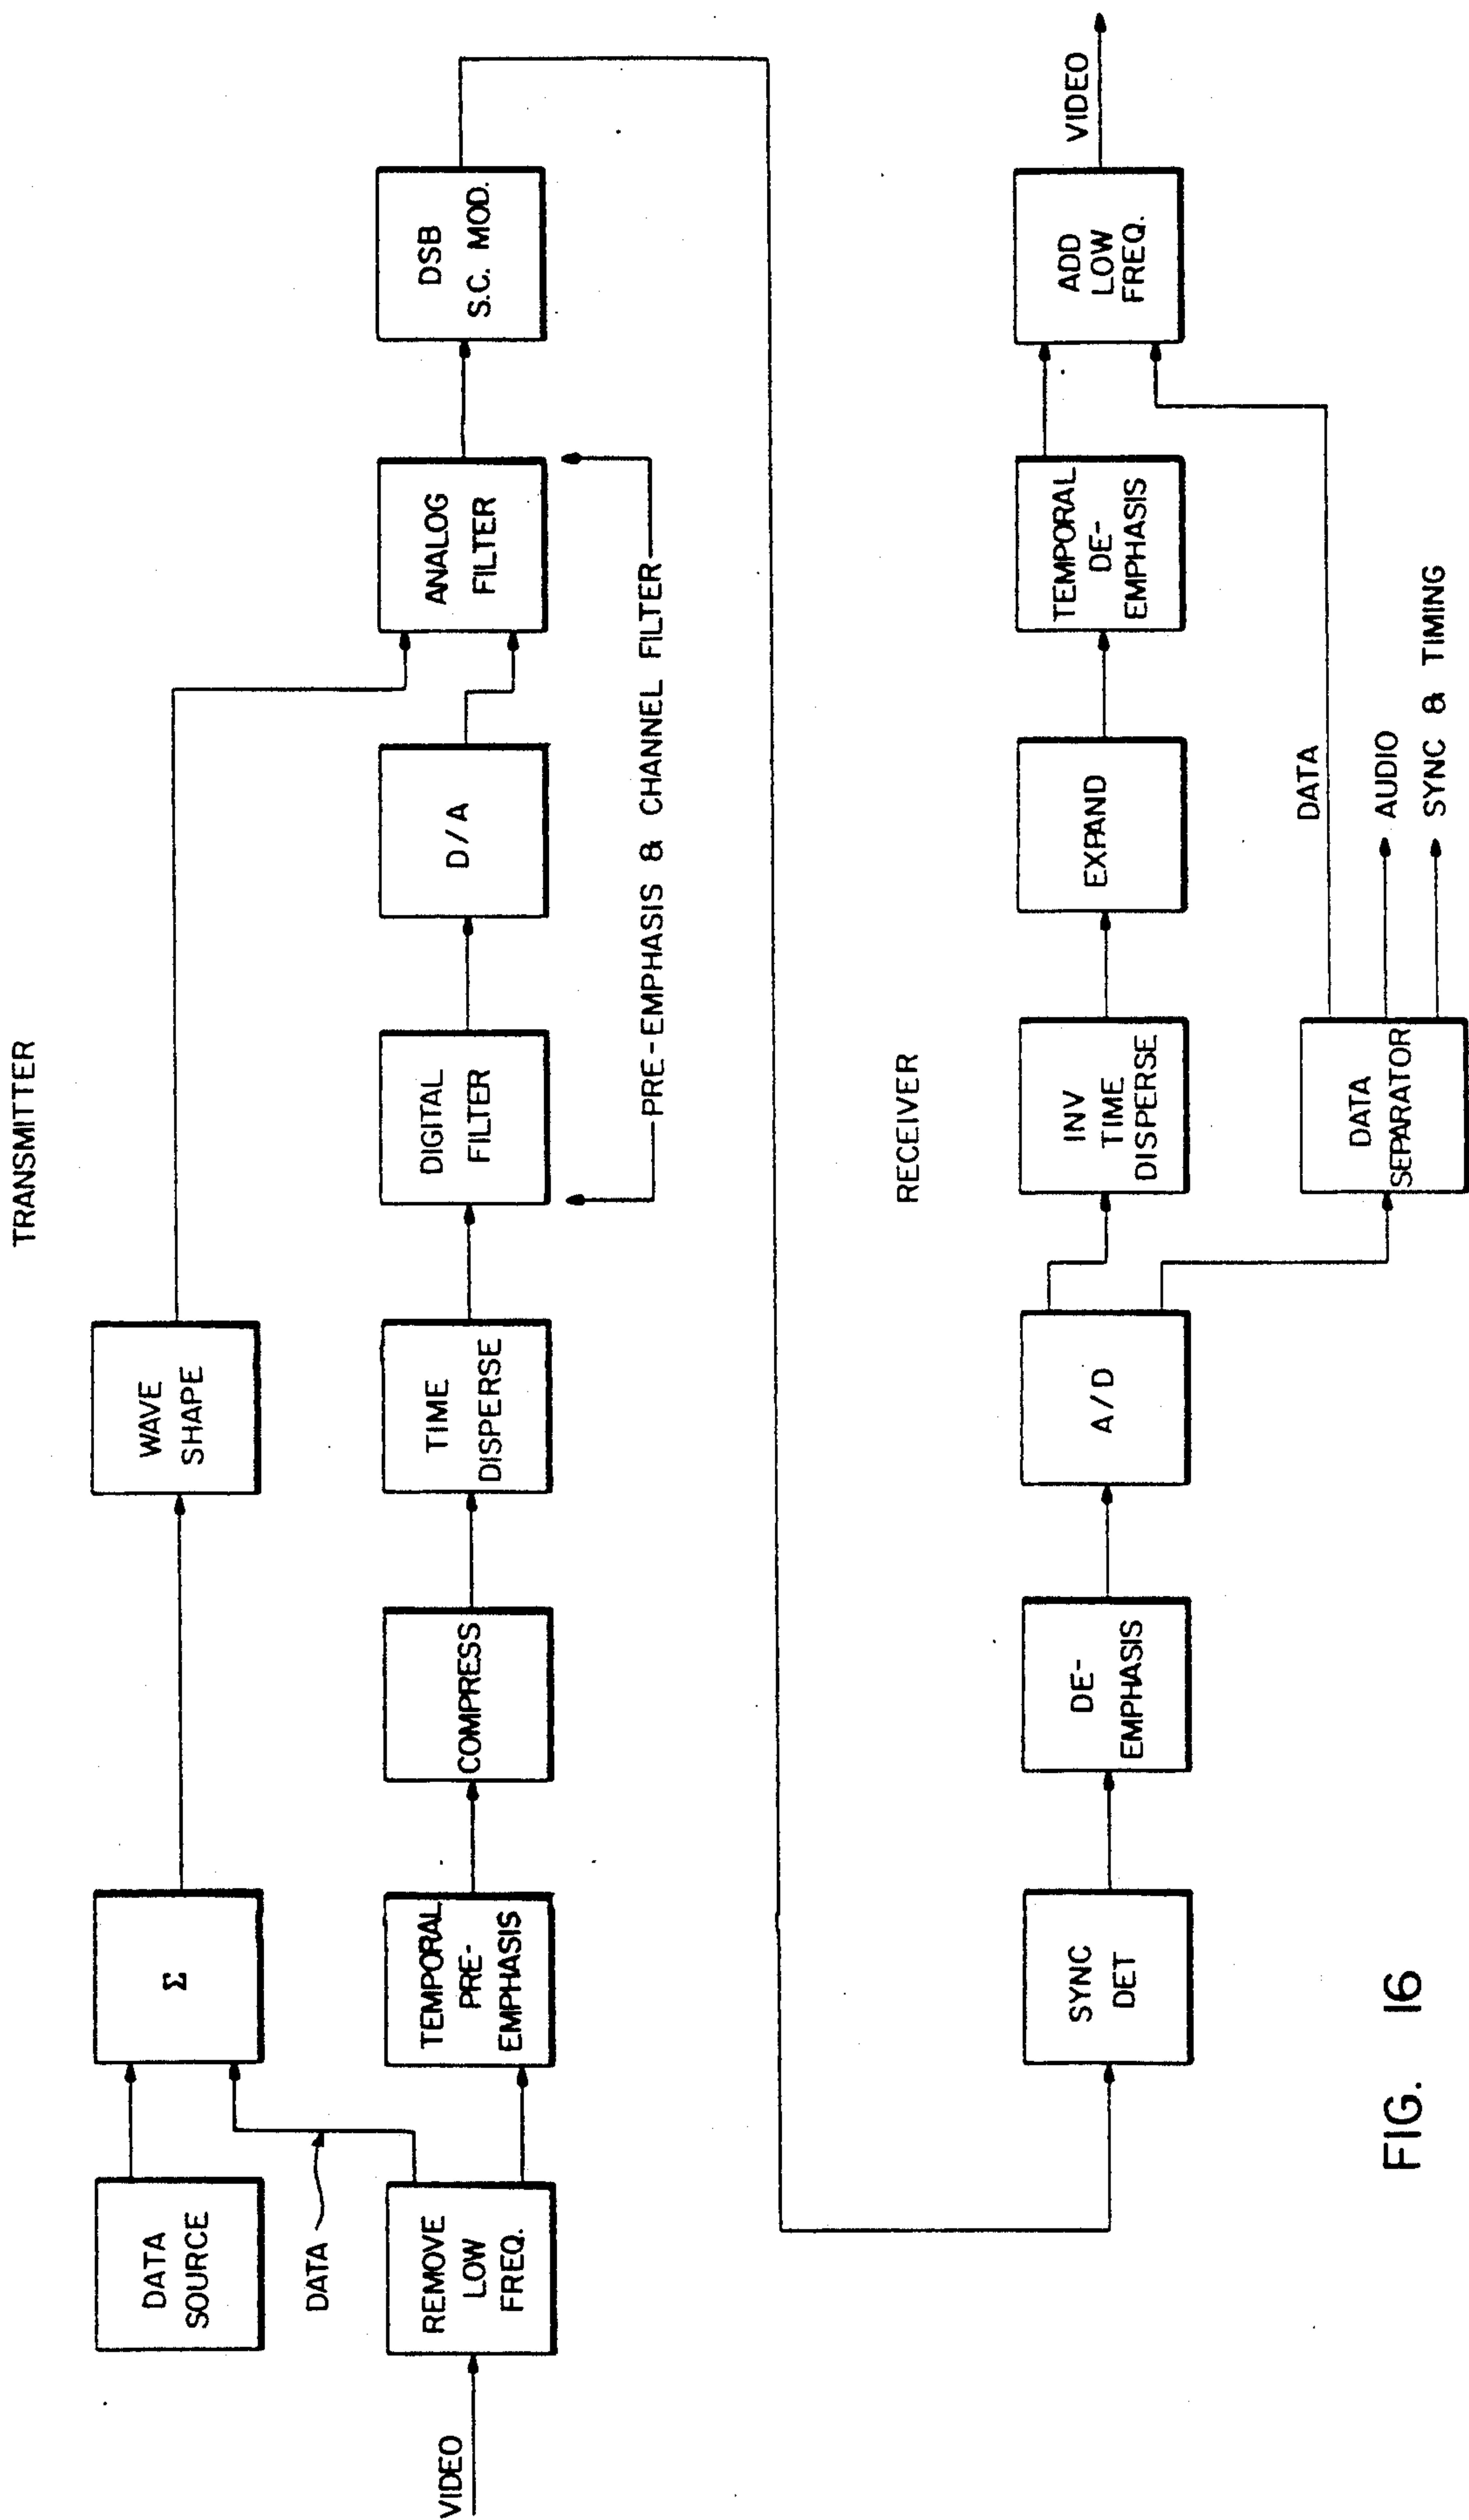 TRANSMITTER
DATA
SOURCE
Σ
WAVE
SHAPE
DATA
VIDEO
REMOVE
LOW
FREQ.
TEMPORAL
PRE-
EMPHASIS
COMPRESS
TIME
DISPERSE
DIGITAL
FILTER
D/A
ANALOG
FILTER
DSB
S.C. MOD.
PRE-EMPHASIS & CHANNEL FILTER
RECEIVER
SYNC
DET
DE-
EMPHASIS
A/D
INV
TIME
DISPERSE
EXPAND
TEMPORAL
DE-
EMPHASIS
ADD
LOW
FREQ.
VIDEO
DATA
SEPARATOR
DATA
AUDIO
SYNC & TIMING
FIG. 16